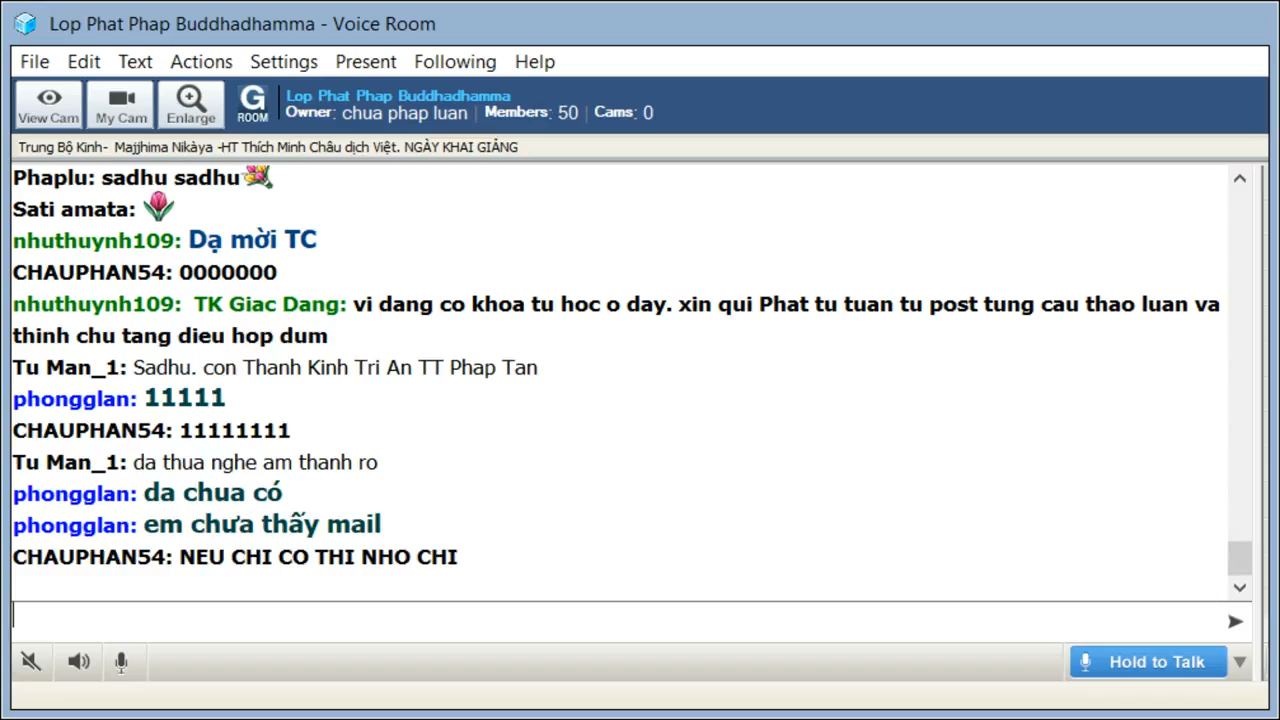 Lop Phat Phap Buddhadhamma - Voice Room
File Edit Text Actions Settings Present Following Help
View Cam My Cam Enlarge G ROOM
Lop Phat Phap Buddhadhamma
Owner: chua phap luan | Members: 50 | Cams: 0
Trung Bộ Kinh- Majjhima Nikàya -HT Thích Minh Châu dịch Việt. NGÀY KHAI GIẢNG
Phaplu: sadhu sadhu
Sati amata:
nhuthuynh109: Dạ mời TC
CHAUPHAN54: 0000000
nhuthuynh109: TK Giac Dang: vi dang co khoa tu hoc o day. xin qui Phat tu tuan tu post tung cau thao luan va
thinh chu tang dieu hop dum
Tu Man_1: Sadhu. con Thanh Kinh Tri An TT Phap Tan
phongglan: 11111
CHAUPHAN54: 11111111
Tu Man_1: da thua nghe am thanh ro
phongglan: da chua có
phongglan: em chưa thấy mail
CHAUPHAN54: NEU CHI CO THI NHO CHI
Hold to Talk